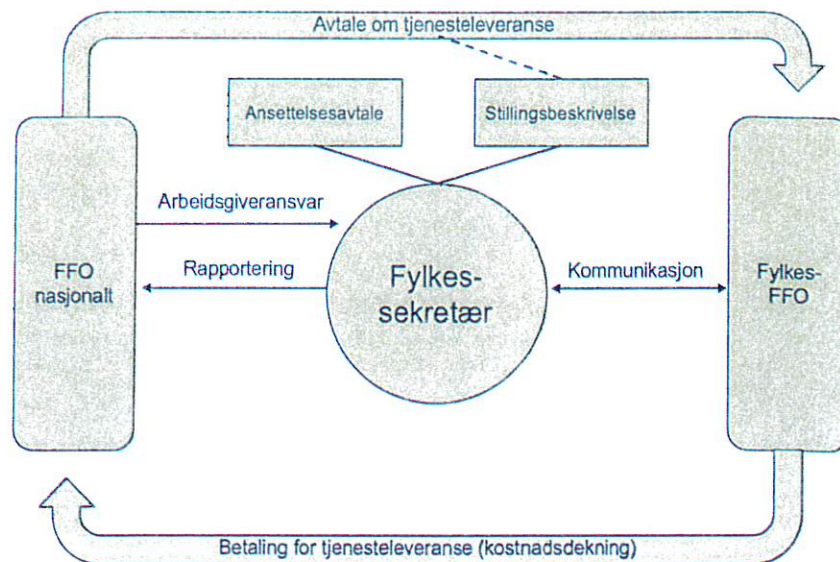 Avtale om tjenesteleveranse
Ansettelsesavtale
Stillingsbeskrivelse
Arbeidsgiveransvar
FFO
nasjonalt
Rapportering
Fylkes-
sekretær
Kommunikasjon
Fylkes-
FFO
Betaling for tjenesteleveranse (kostnadsdekning)